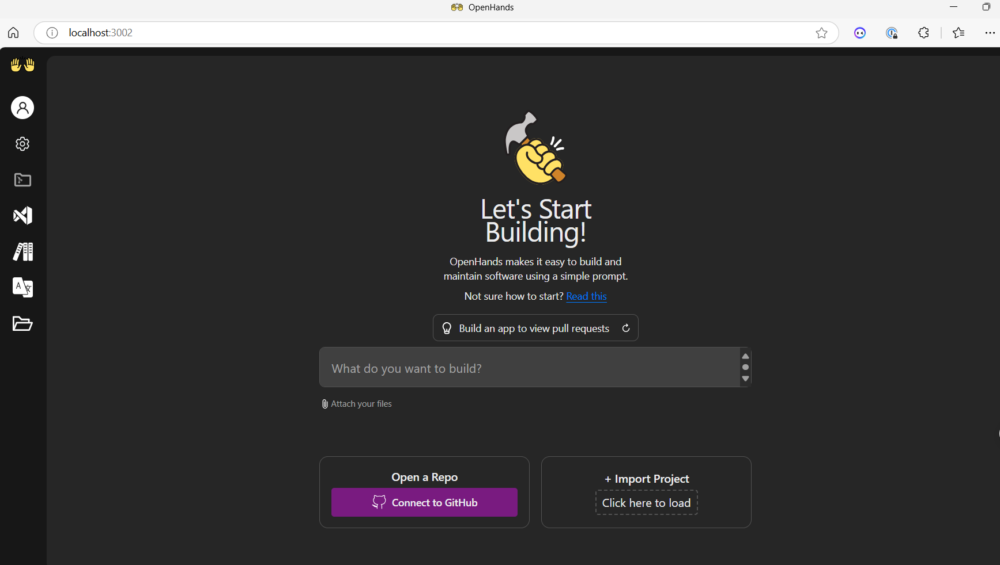 OpenHands
localhost:3002
Let's Start
Building!
OpenHands makes it easy to build and
maintain software using a simple prompt.
Not sure how to start? Read this
Build an app to view pull requests
What do you want to build?
Attach your files
Open a Repo
Connect to GitHub
+ Import Project
Click here to load